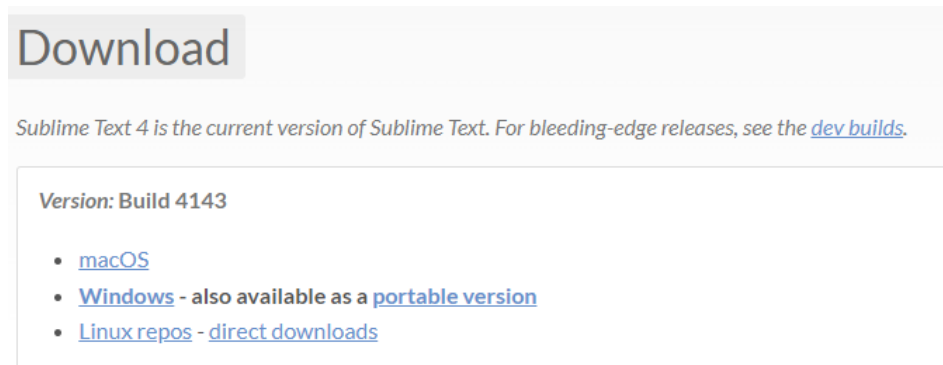 Download
Sublime Text 4 is the current version of Sublime Text. For bleeding-edge releases, see the dev builds.
Version: Build 4143
• macOS
• Windows - also available as a portable version
• Linux repos - direct downloads